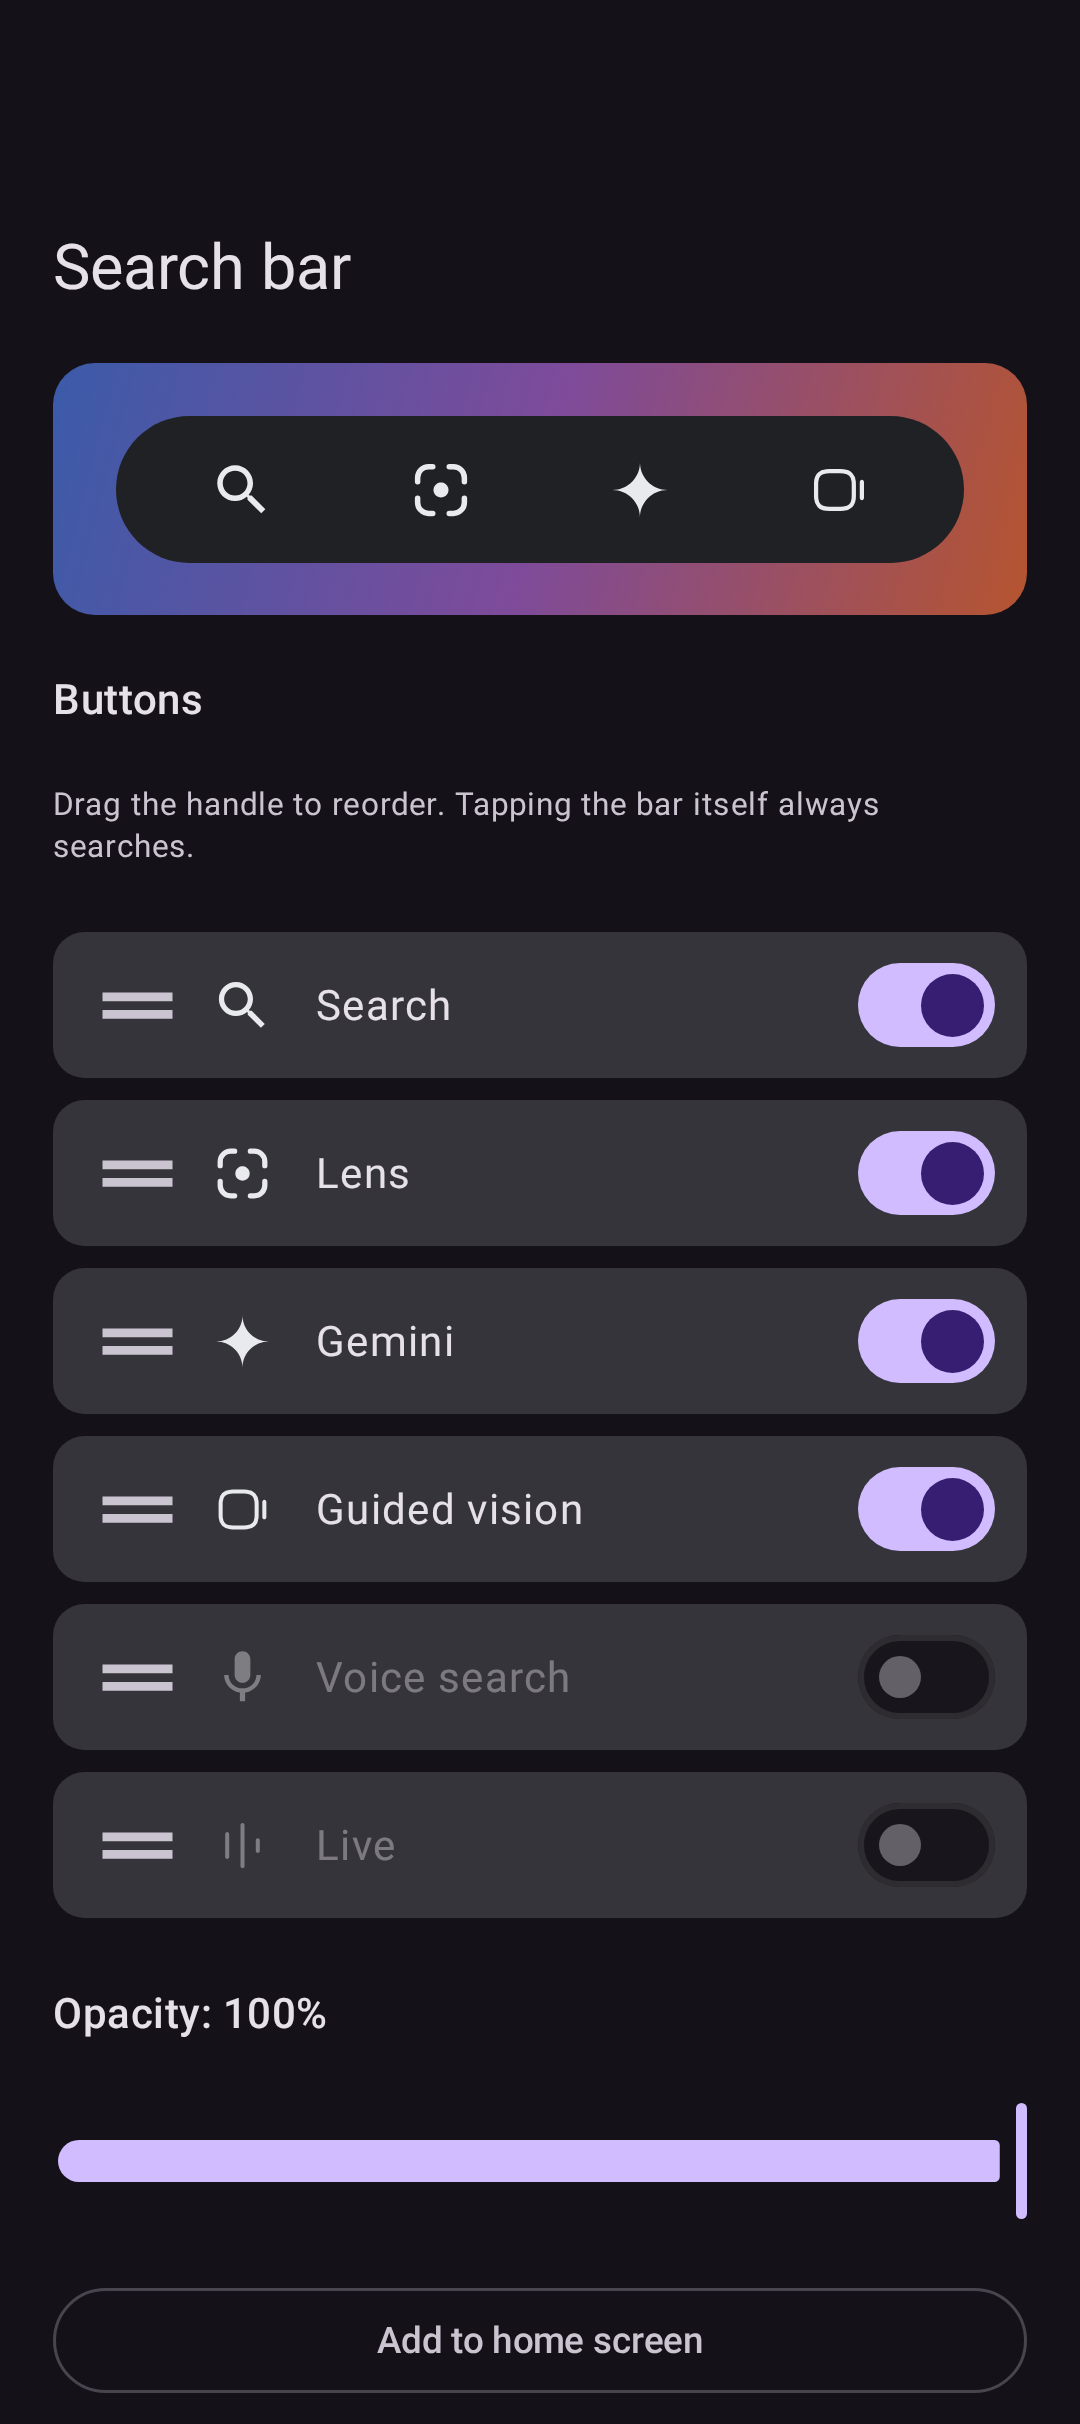 Search bar
Buttons
Drag the handle to reorder. Tapping the bar itself always
searches.
Search
Lens
Gemini
Guided vision
Voice search
Live
Opacity: 100%
Add to home screen